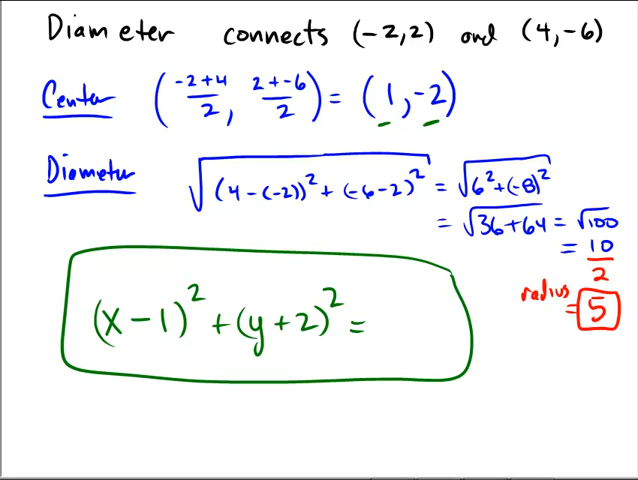 Diameter connects (-2,2) and (4,-6)
Center (-2+4/2, 2+-6/2) = (1,-2)
Diameter √(4-(-2))²+(-6-2)² = √6²+(-8)²
= √36+64 = √100
= 10
2
radius = 5
(x-1)²+(y+2)² =